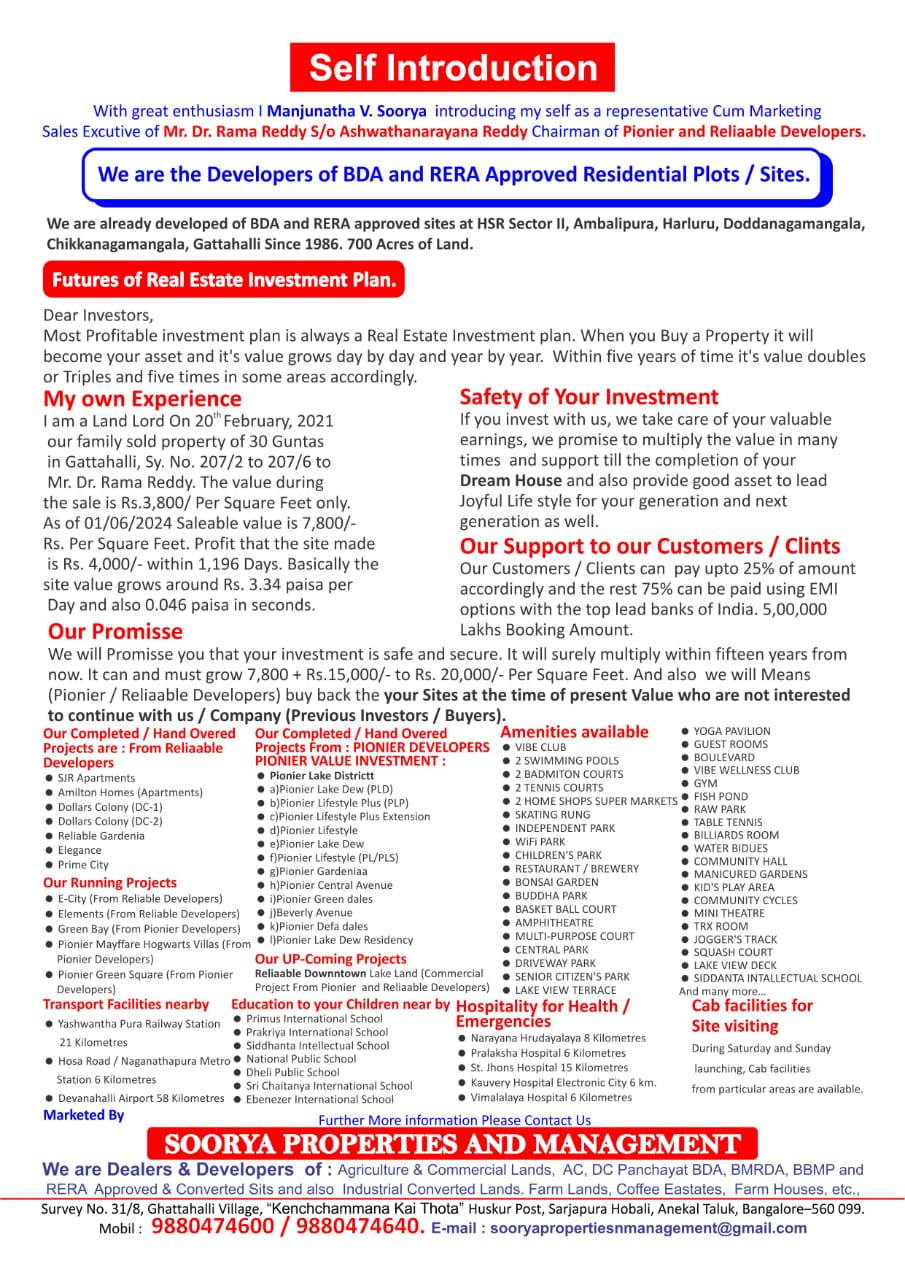 Self Introduction
With great enthusiasm I Manjunatha V. Soorya introducing my self as a representative Cum Marketing
Sales Excutive of Mr. Dr. Rama Reddy S/o Ashwathanarayana Reddy Chairman of Pionier and Reliaable Developers.
We are the Developers of BDA and RERA Approved Residential Plots / Sites.
We are already developed of BDA and RERA approved sites at HSR Sector II, Ambalipura, Harluru, Doddanagamangala,
Chikkanagamangala, Gattahalli Since 1986. 700 Acres of Land.
Futures of Real Estate Investment Plan.
Dear Investors,
Most Profitable investment plan is always a Real Estate Investment plan. When you Buy a Property it will
become your asset and it's value grows day by day and year by year. Within five years of time it's value doubles
or Triples and five times in some areas accordingly.
My own Experience
I am a Land Lord On 20th February, 2021
our family sold property of 30 Guntas
in Gattahalli, Sy. No. 207/2 to 207/6 to
Mr. Dr. Rama Reddy. The value during
the sale is Rs.3,800/ Per Square Feet only.
As of 01/06/2024 Saleable value is 7,800/-
Rs. Per Square Feet. Profit that the site made
is Rs. 4,000/- within 1,196 Days. Basically the
site value grows around Rs. 3.34 paisa per
Day and also 0.046 paisa in seconds.
Safety of Your Investment
If you invest with us, we take care of your valuable
earnings, we promise to multiply the value in many
times and support till the completion of your
Dream House and also provide good asset to lead
Joyful Life style for your generation and next
generation as well.
Our Support to our Customers / Clints
Our Customers / Clients can pay upto 25% of amount
accordingly and the rest 75% can be paid using EMI
options with the top lead banks of India. 5,00,000
Lakhs Booking Amount.
Our Promisse
We will Promisse you that your investment is safe and secure. It will surely multiply within fifteen years from
now. It can and must grow 7,800 + Rs.15,000/- to Rs. 20,000/- Per Square Feet. And also we will Means
(Pionier / Reliaable Developers) buy back the your Sites at the time of present Value who are not interested
to continue with us / Company (Previous Investors / Buyers).
Our Completed / Hand Overed
Projects are : From Reliaable
Developers
● SJR Apartments
● Amilton Homes (Apartments)
● Dollars Colony (DC-1)
● Dollars Colony (DC-2)
● Reliable Gardenia
● Elegance
● Prime City
Our Running Projects
● E-City (From Reliable Developers)
● Elements (From Reliable Developers)
● Green Bay (From Pionier Developers)
● Pionier Mayffare Hogwarts Villas (From
Pionier Developers)
● Pionier Green Square (From Pionier
Developers)
Our Completed / Hand Overed
Projects From : PIONIER DEVELOPERS
PIONIER VALUE INVESTMENT :
● Pionier Lake Districtt
● a)Pionier Lake Dew (PLD)
● b)Pionier Lifestyle Plus (PLP)
● c)Pionier Lifestyle Plus Extension
● d)Pionier Lifestyle
● e)Pionier Lake Dew
● f)Pionier Lifestyle (PL/PLS)
● g)Pionier Gardeniaa
● h)Pionier Central Avenue
● i)Pionier Green dales
● j)Beverly Avenue
● k)Pionier Defa dales
● l)Pionier Lake Dew Residency
Our UP-Coming Projects
Reliaable Downntown Lake Land (Commercial
Project From Pionier and Reliaable Developers)
Amenities available
● VIBE CLUB
● 2 SWIMMING POOLS
● 2 BADMITON COURTS
● 2 TENNIS COURTS
● 2 HOME SHOPS SUPER MARKETS
● SKATING RUNG
● INDEPENDENT PARK
● WiFi PARK
● CHILDREN'S PARK
● RESTAURANT / BREWERY
● BONSAI GARDEN
● BUDDHA PARK
● BASKET BALL COURT
● AMPHITHEATRE
● MULTI-PURPOSE COURT
● CENTRAL PARK
● DRIVEWAY PARK
● SENIOR CITIZEN'S PARK
● LAKE VIEW TERRACE
● YOGA PAVILION
● GUEST ROOMS
● BOULEVARD
● VIBE WELLNESS CLUB
● GYM
● FISH POND
● RAW PARK
● TABLE TENNIS
● BILLIARDS ROOM
● WATER BIDUES
● COMMUNITY HALL
● MANICURED GARDENS
● KID'S PLAY AREA
● COMMUNITY CYCLES
● MINI THEATRE
● TRX ROOM
● JOGGER'S TRACK
● SQUASH COURT
● LAKE VIEW DECK
● SIDDANTA INTALLECTUAL SCHOOL
And many more...
Transport Facilities nearby
● Yashwantha Pura Railway Station
21 Kilometres
● Hosa Road / Naganathapura Metro
Station 6 Kilometres
● Devanahalli Airport 58 Kilometres
Education to your Children near by
● Primus International School
● Prakriya International School
● Siddhanta Intellectual School
● National Public School
● Dheli Public School
● Sri Chaitanya International School
● Ebenezer International School
Hospitality for Health /
Emergencies
● Narayana Hrudayalaya 8 Kilometres
● Pralaksha Hospital 6 Kilometres
● St. Jhons Hospital 15 Kilometres
● Kauvery Hospital Electronic City 6 km.
● Vimalalaya Hospital 6 Kilometres
Cab facilities for
Site visiting
During Saturday and Sunday
launching, Cab facilities
from particular areas are available.
Marketed By
Further More information Please Contact Us
SOORYA PROPERTIES AND MANAGEMENT
We are Dealers & Developers of : Agriculture & Commercial Lands, AC, DC Panchayat BDA, BMRDA, BBMP and
RERA Approved & Converted Sits and also Industrial Converted Lands. Farm Lands, Coffee Eastates, Farm Houses, etc.,
Survey No. 31/8, Ghattahalli Village, "Kenchchammana Kai Thota" Huskur Post, Sarjapura Hobali, Anekal Taluk, Bangalore–560 099.
Mobil : 9880474600 / 9880474640. E-mail : sooryapropertiesnmanagement@gmail.com